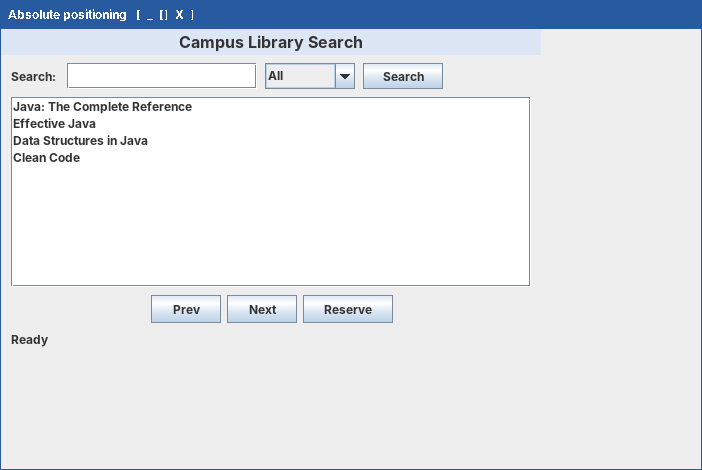 Absolute positioning [ _ [] X ]
Campus Library Search
Search: All Search
Java: The Complete Reference
Effective Java
Data Structures in Java
Clean Code
Prev Next Reserve
Ready